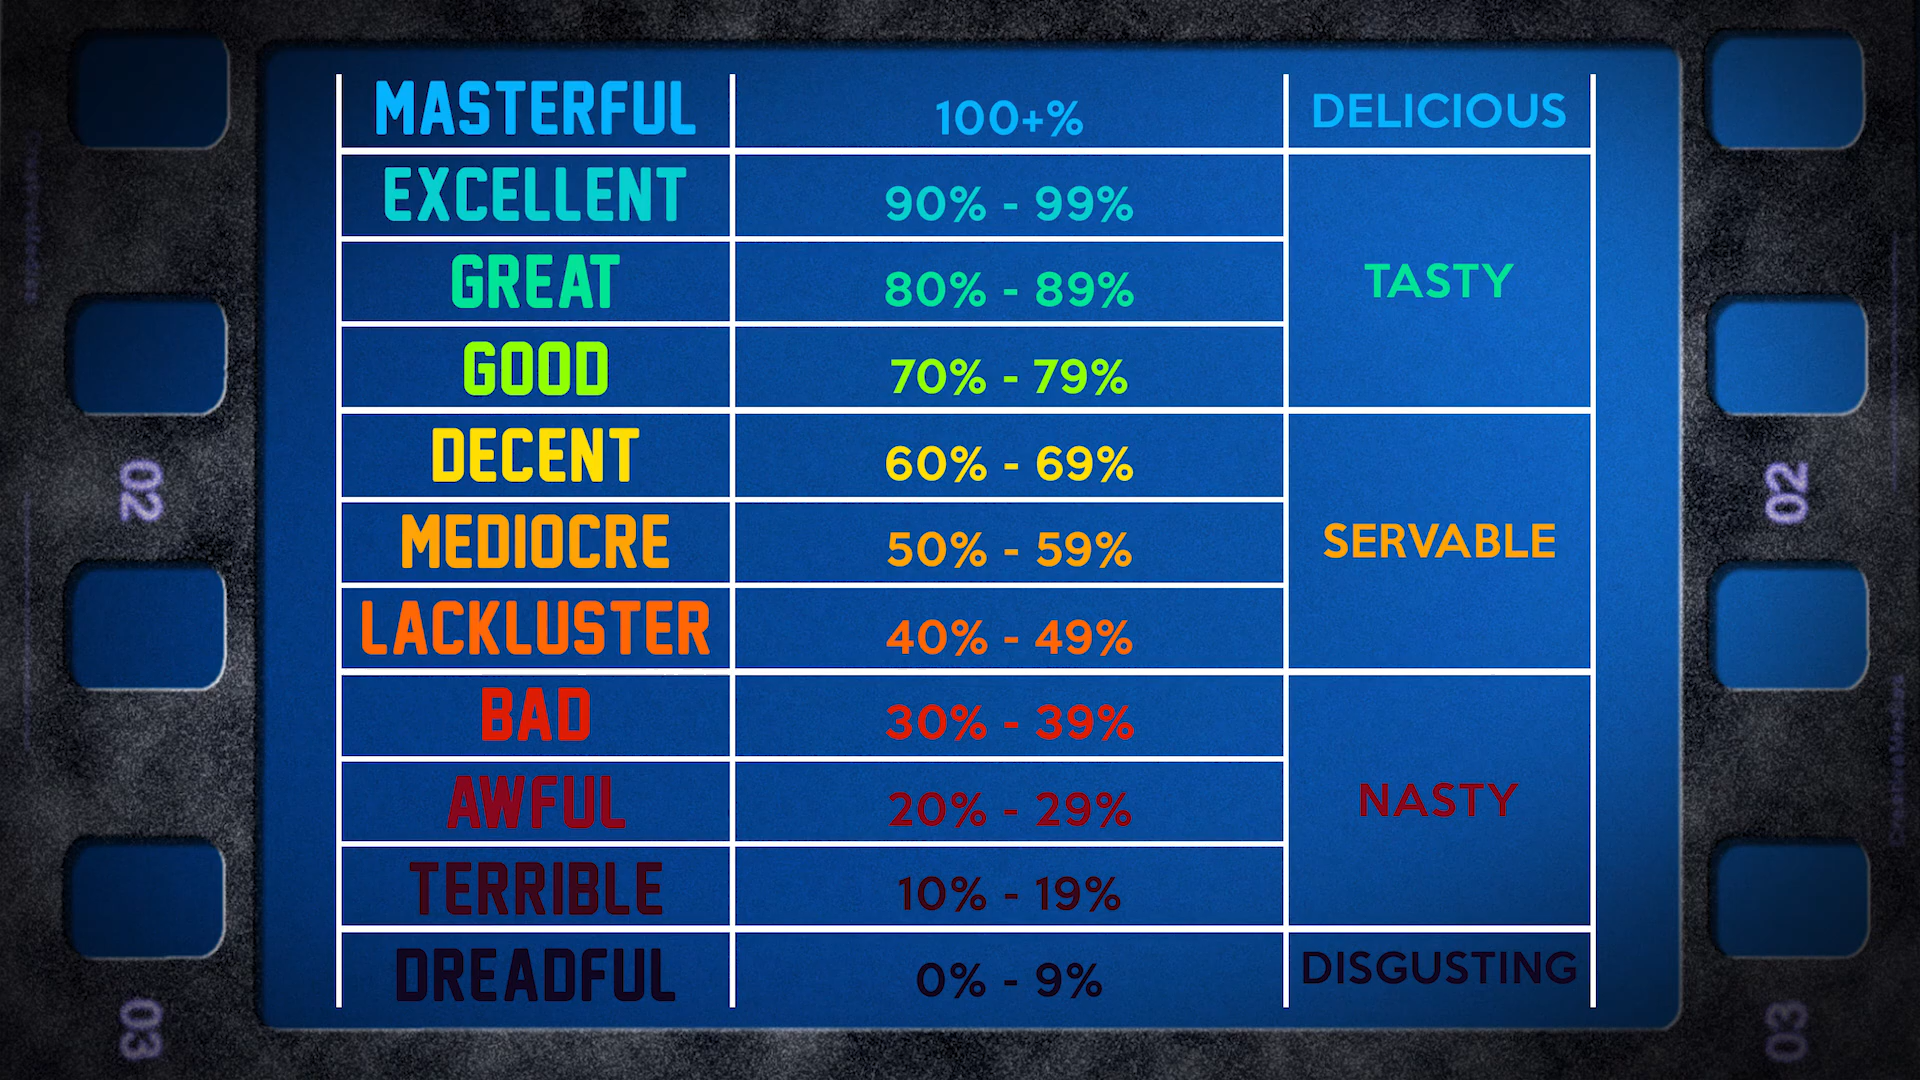 MASTERFUL 100+% DELICIOUS
EXCELLENT 90% - 99%
GREAT 80% - 89% TASTY
GOOD 70% - 79%
DECENT 60% - 69%
MEDIOCRE 50% - 59% SERVABLE
LACKLUSTER 40% - 49%
BAD 30% - 39%
AWFUL 20% - 29% NASTY
TERRIBLE 10% - 19%
DREADFUL 0% - 9% DISGUSTING
02
02
03
03